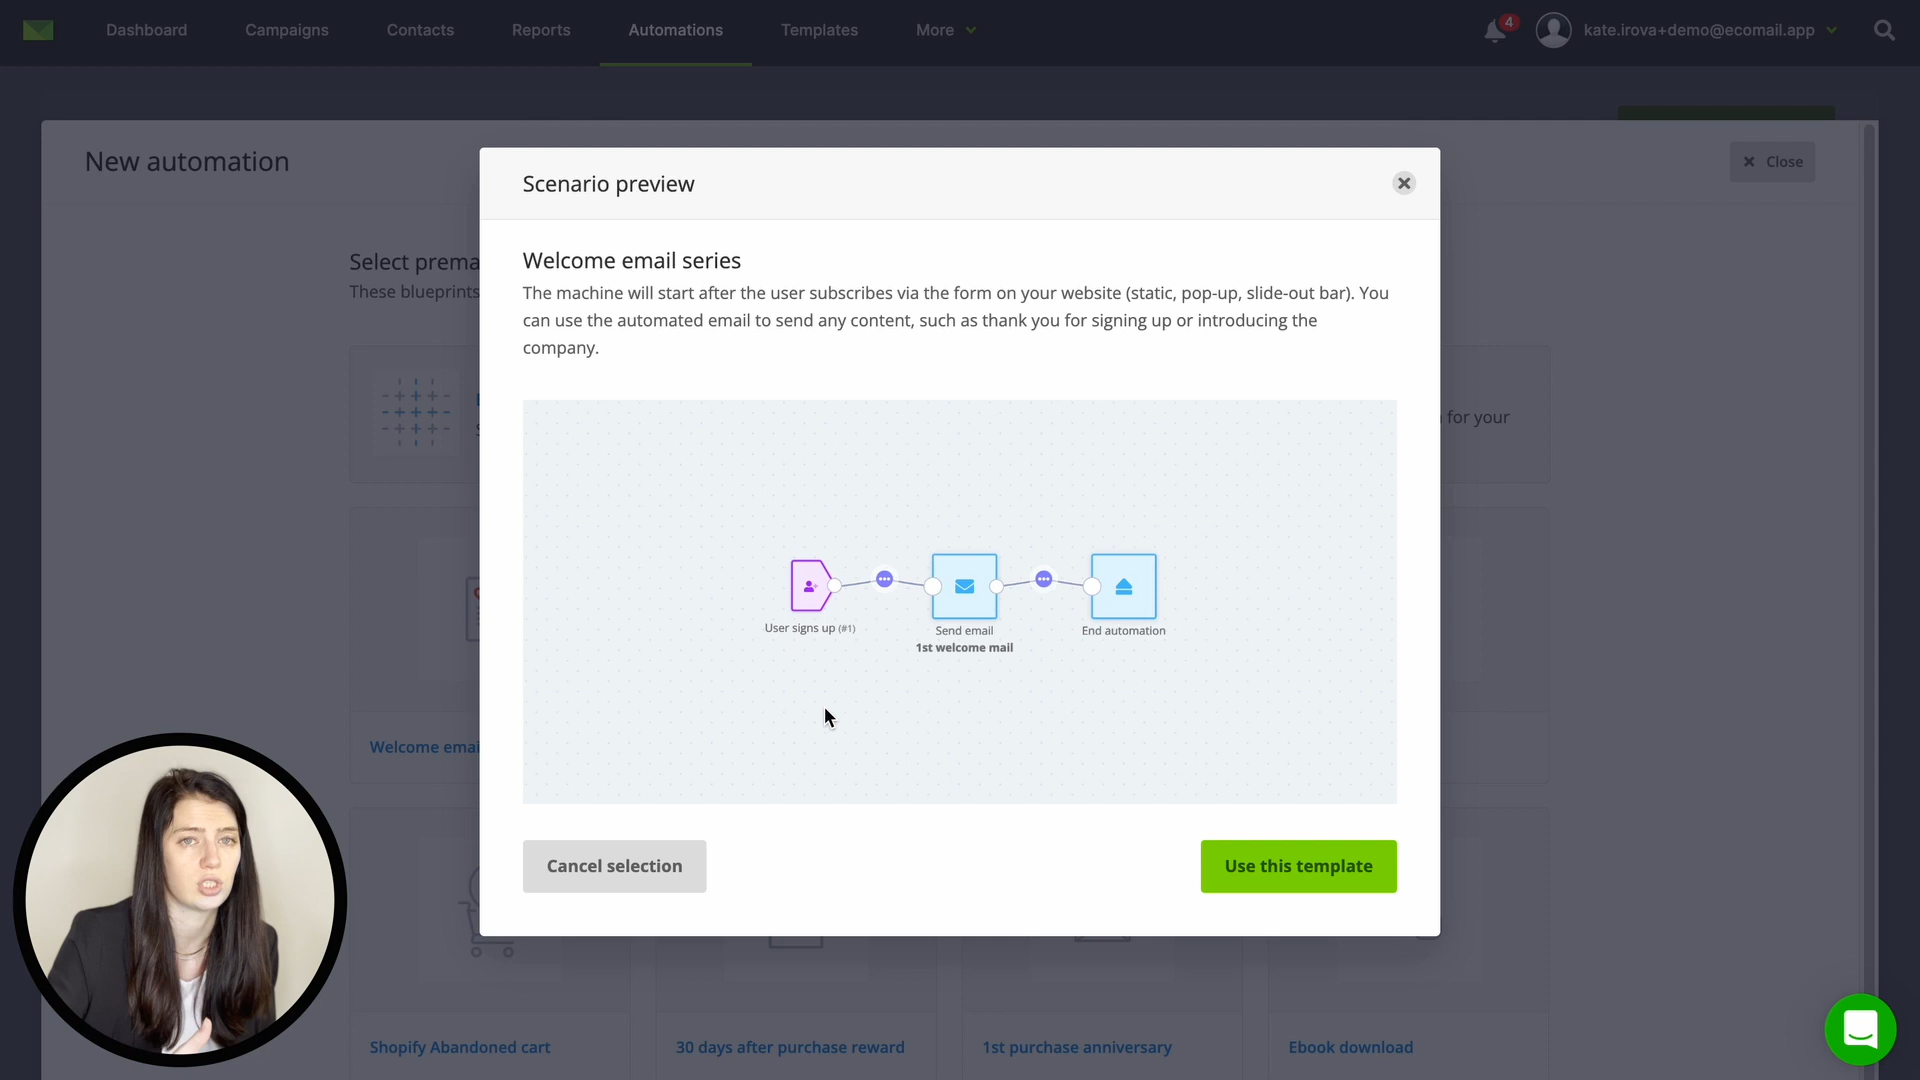 Dashboard
Campaigns
Contacts
Reports
Automations
Templates
More
4
kate.irova+demo@ecomail.app
New automation
Close
Scenario preview
Select prema
These blueprints
Welcome email series
The machine will start after the user subscribes via the form on your website (static, pop-up, slide-out bar). You
can use the automated email to send any content, such as thank you for signing up or introducing the
company.
for your
User signs up (#1)
Send email
1st welcome mail
End automation
Welcome emai
Cancel selection
Use this template
Shopify Abandoned cart
30 days after purchase reward
1st purchase anniversary
Ebook download